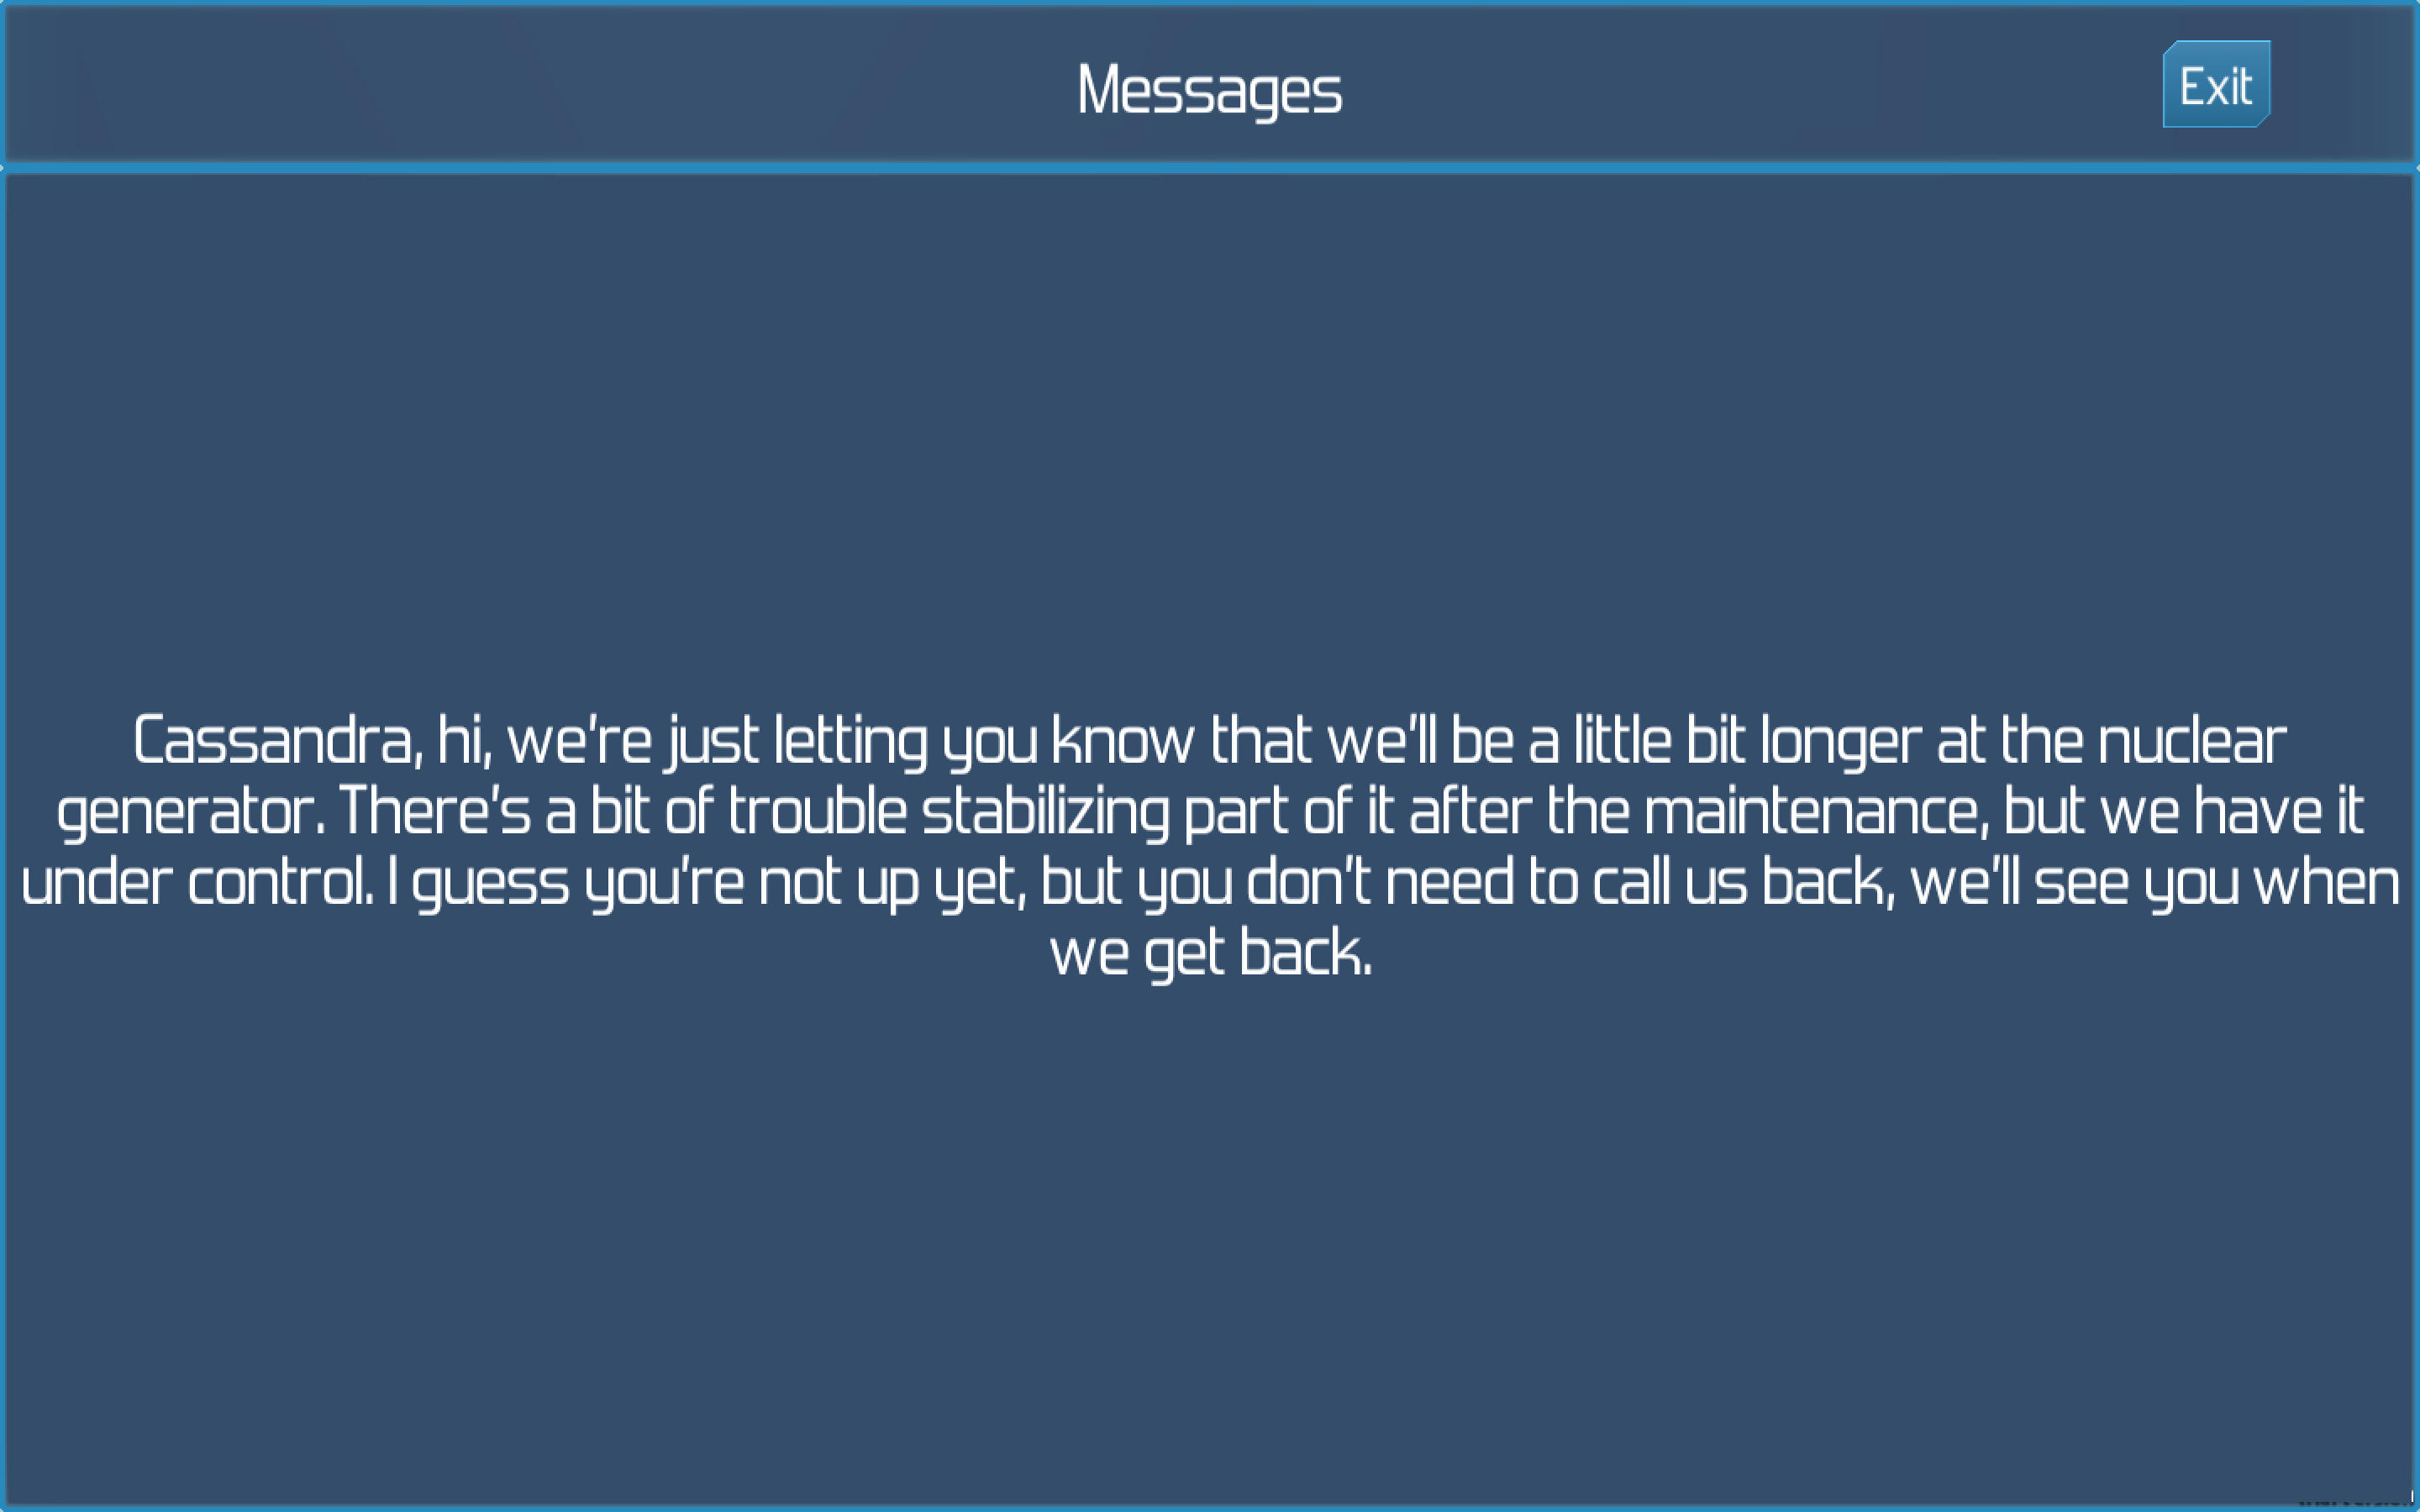 Messages
Exit
Cassandra, hi, we're just letting you know that we'll be a little bit longer at the nuclear
generator. There's a bit of trouble stabilizing part of it after the maintenance, but we have it
under control. I guess you're not up yet, but you don't need to call us back, we'll see you when
we get back.